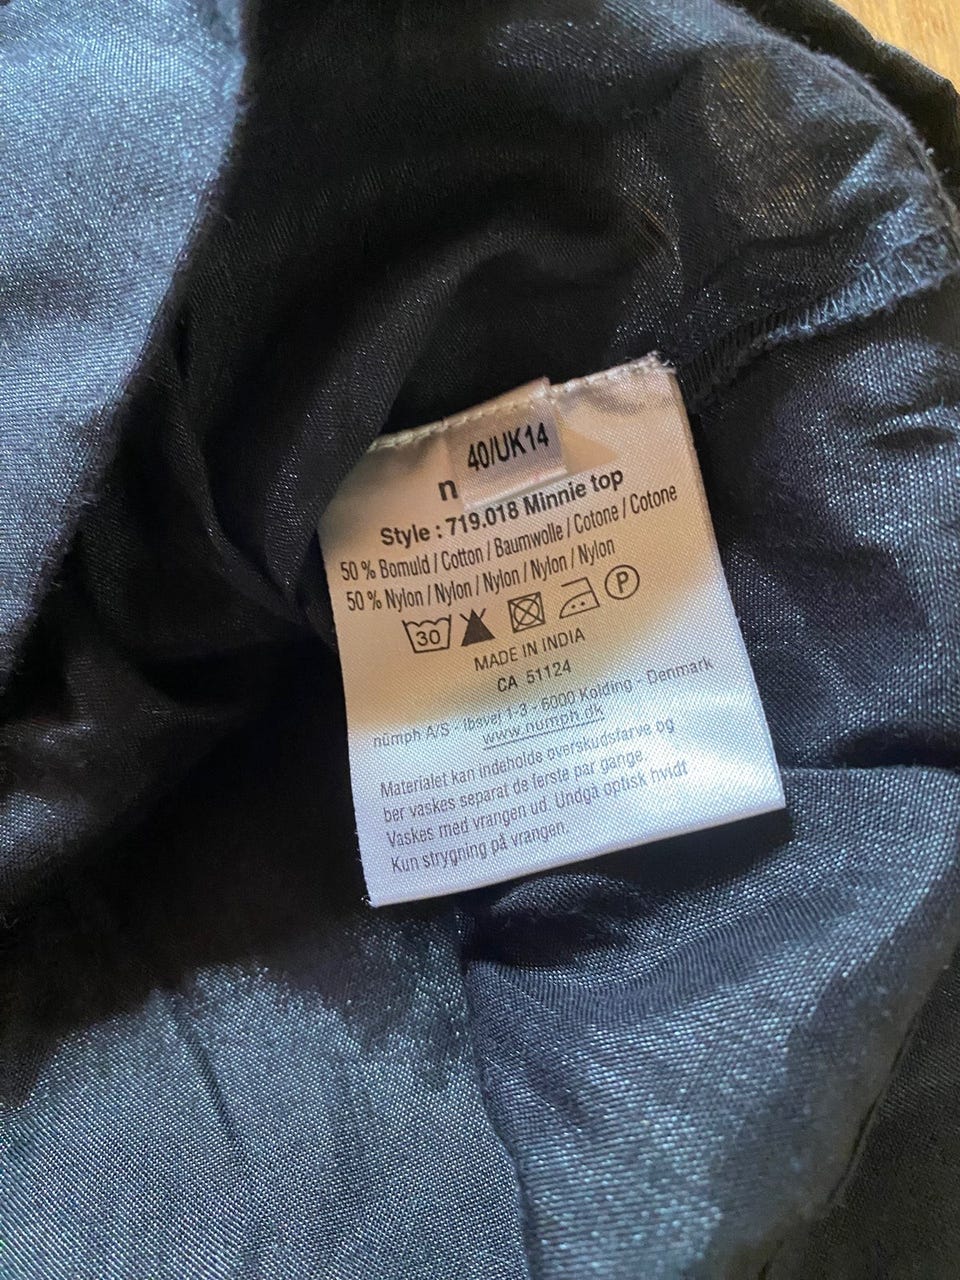 40/UK14
n
Style : 719.018 Minnie top
50 % Bomuld / Cotton / Baumwolle / Cotone / Cotone
50 % Nylon / Nylon / Nylon / Nylon / Nylon
30 P
MADE IN INDIA
CA 51124
nümph A/S - Ibsvej 1-3 - 6000 Kolding - Denmark
www.nümph.dk
Materialet kan indeholde overskudsfarve og
bør vaskes separat de første par gange.
Vaskes med vrangen ud. Undgå optisk hvidt
Kun strygning på vrangen.